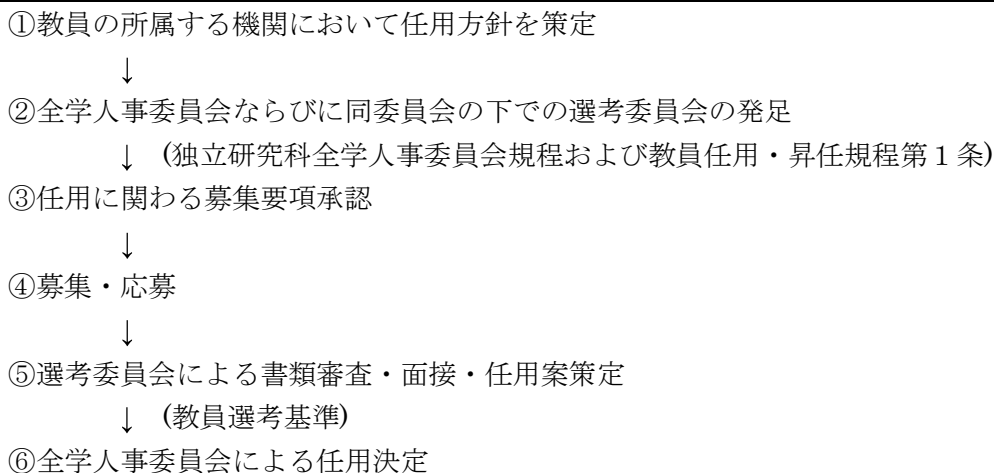 ①教員の所属する機関において任用方針を策定
↓
②全学人事委員会ならびに同委員会の下での選考委員会の発足
↓ (独立研究科全学人事委員会規程および教員任用・昇任規程第１条)
③任用に関わる募集要項承認
↓
④募集・応募
↓
⑤選考委員会による書類審査・面接・任用案策定
↓ (教員選考基準)
⑥全学人事委員会による任用決定